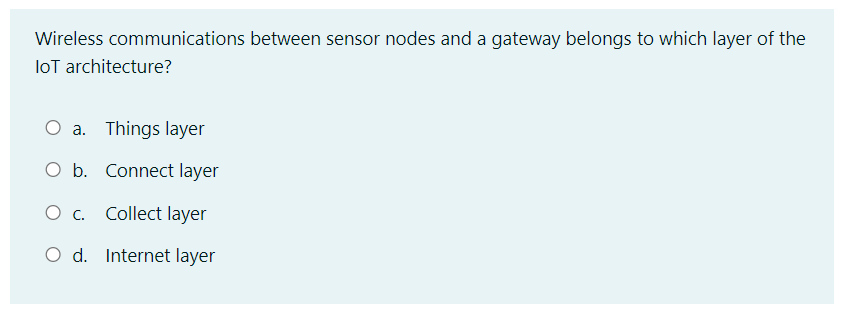 Wireless communications between sensor nodes and a gateway belongs to which layer of the
IoT architecture?
a. Things layer
b. Connect layer
c. Collect layer
d. Internet layer